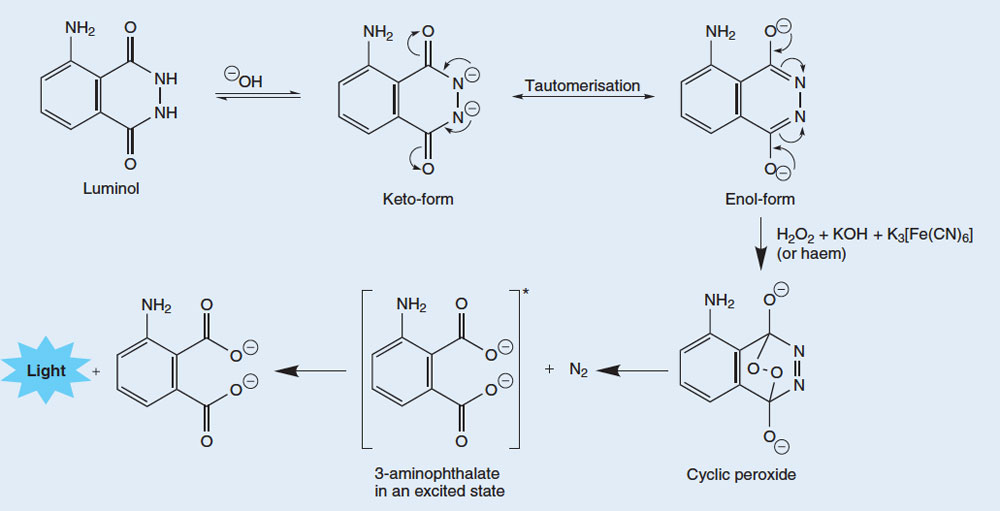 NH₂ O
NH
NH
O
Luminol
⊖OH
NH₂ O
N⊖
N⊖
O
Keto-form
Tautomerisation
NH₂ O⊖
N
N
O⊖
Enol-form
H₂O₂ + KOH + K₃[Fe(CN)₆]
(or haem)
NH₂ O⊖
N
O-O
N
O⊖
Cyclic peroxide
+ N₂
*
NH₂ O
O⊖
O⊖
O
3-aminophthalate
in an excited state
NH₂ O
O⊖
O⊖
O
+
Light